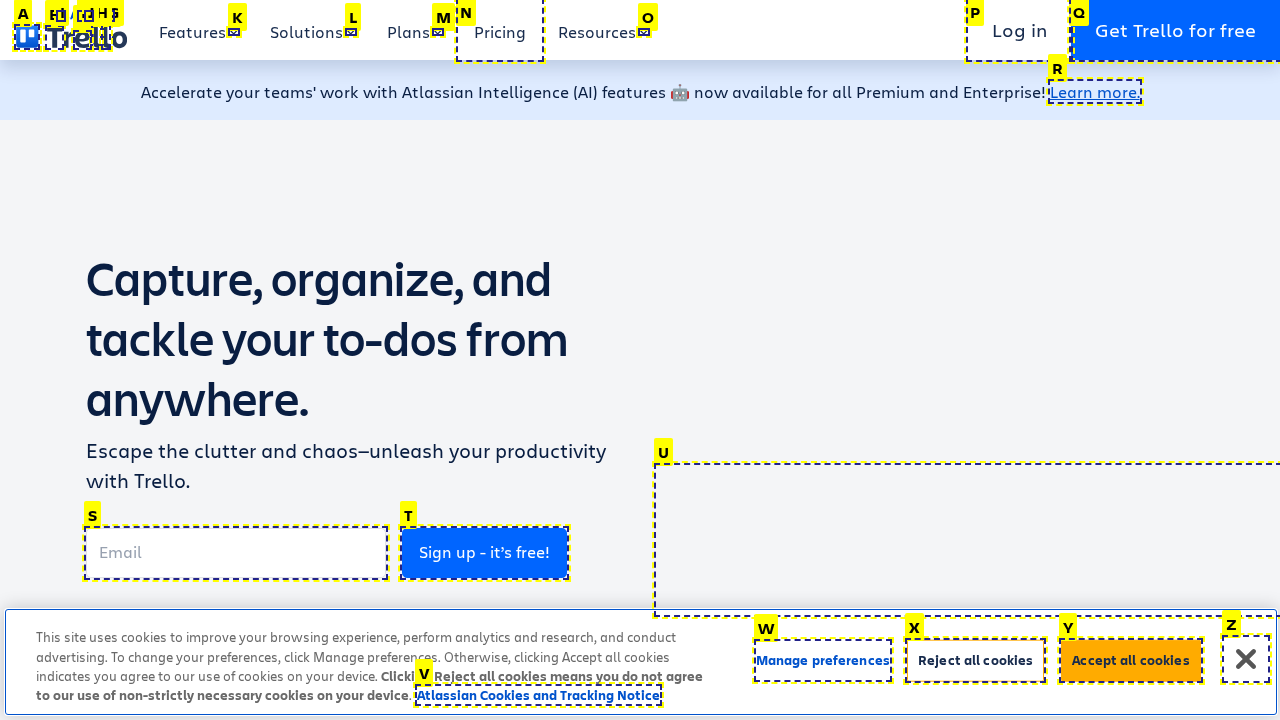 A
K
L
M
N
O
P
Q
Trello
Features
Solutions
Plans
Pricing
Resources
Log in
Get Trello for free
R
Accelerate your teams' work with Atlassian Intelligence (AI) features 🤖 now available for all Premium and Enterprise! Learn more.
Capture, organize, and
tackle your to-dos from
anywhere.
Escape the clutter and chaos—unleash your productivity
with Trello.
U
S
T
Email
Sign up - it's free!
This site uses cookies to improve your browsing experience, perform analytics and research, and conduct
advertising. To change your preferences, click Manage preferences. Otherwise, clicking Accept all cookies
indicates you agree to our use of cookies on your device. Reject all cookies means you do not agree
to our use of non-strictly necessary cookies on your device. Atlassian Cookies and Tracking Notice
V
W
X
Y
Z
Manage preferences
Reject all cookies
Accept all cookies